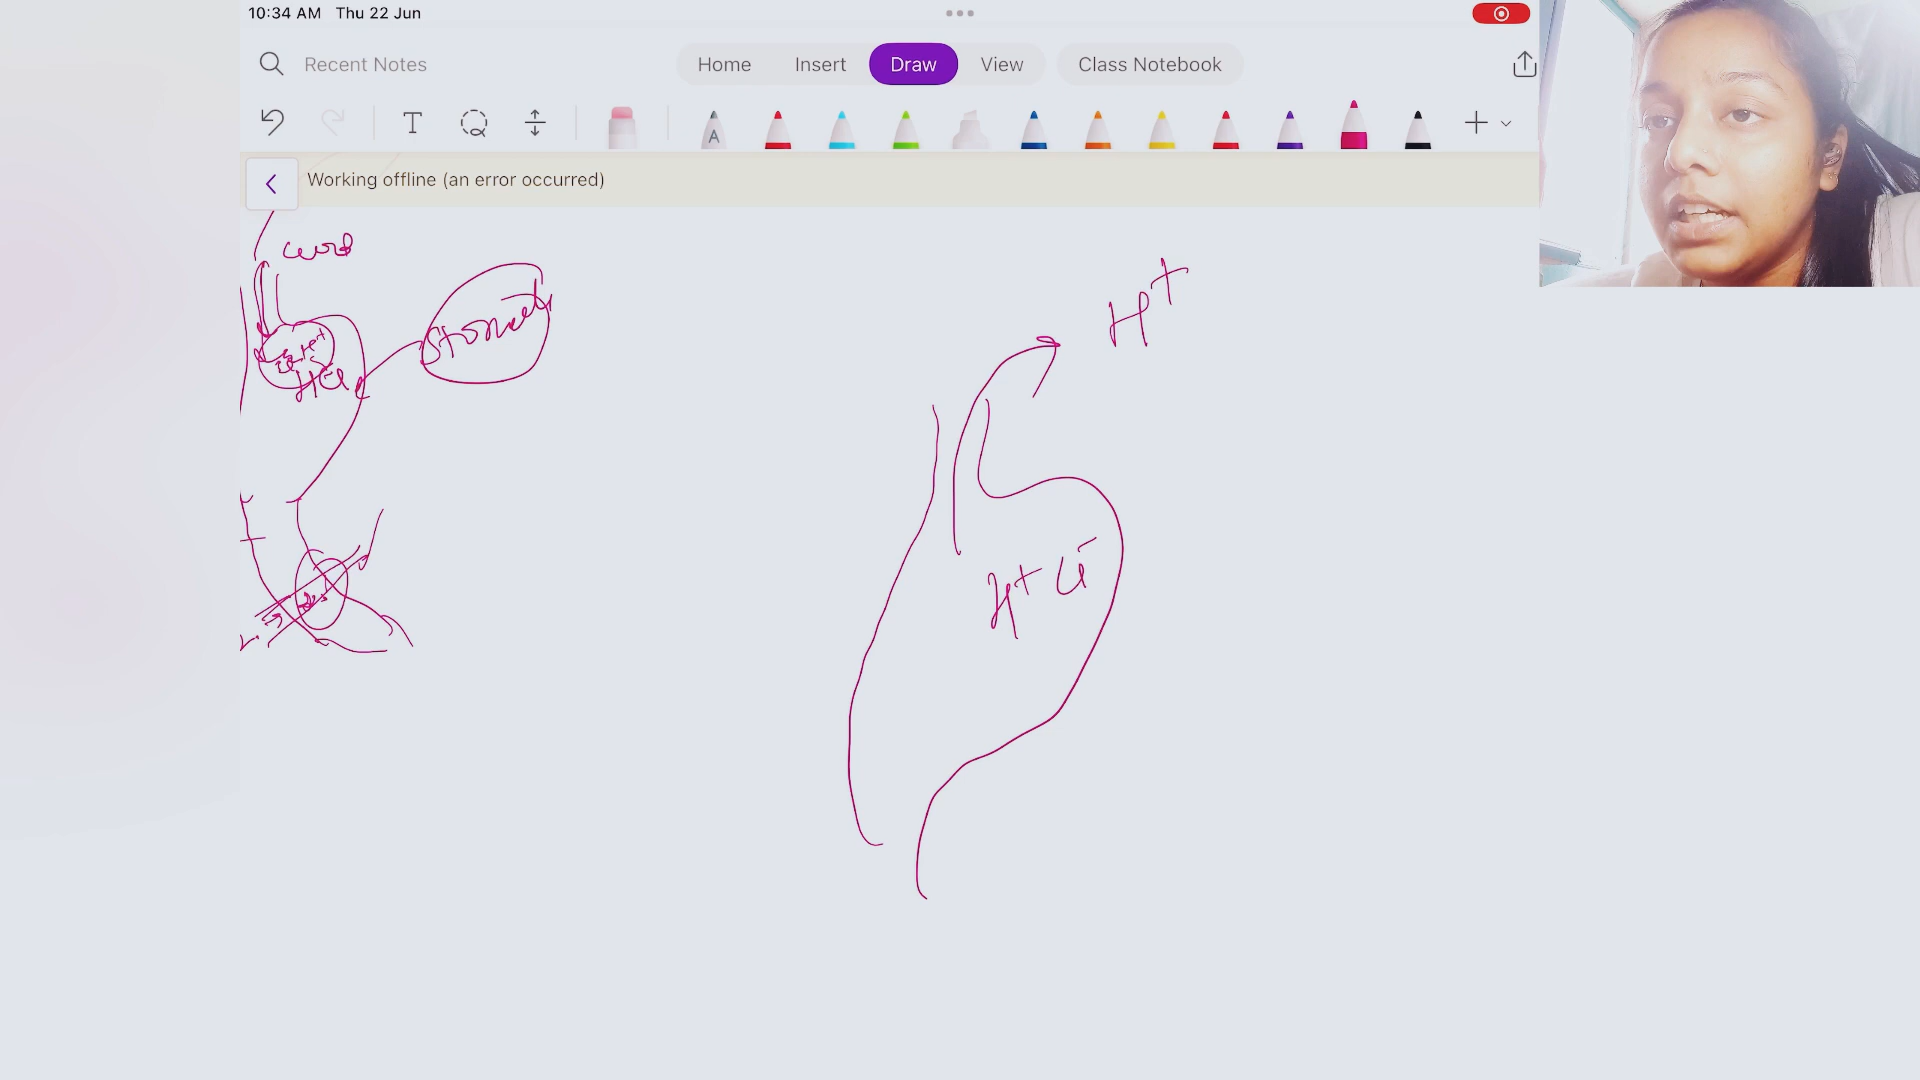 10:34 AM Thu 22 Jun
Recent Notes
Home Insert Draw View Class Notebook
T A
Working offline (an error occurred)
H+
HCl
H+ Cl-